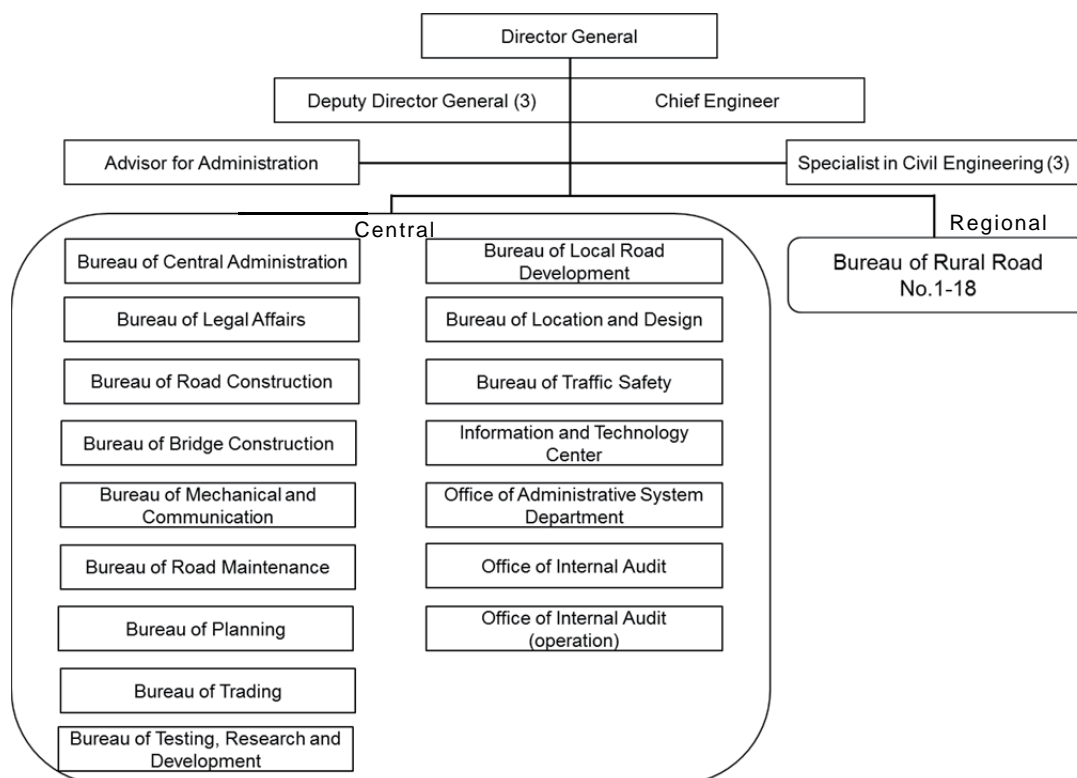 Director General
Deputy Director General (3)
Chief Engineer
Advisor for Administration
Specialist in Civil Engineering (3)
Central
Regional
Bureau of Central Administration
Bureau of Legal Affairs
Bureau of Road Construction
Bureau of Bridge Construction
Bureau of Mechanical and
Communication
Bureau of Road Maintenance
Bureau of Planning
Bureau of Trading
Bureau of Testing, Research and
Development
Bureau of Local Road
Development
Bureau of Location and Design
Bureau of Traffic Safety
Information and Technology
Center
Office of Administrative System
Department
Office of Internal Audit
Office of Internal Audit
(operation)
Bureau of Rural Road
No.1-18